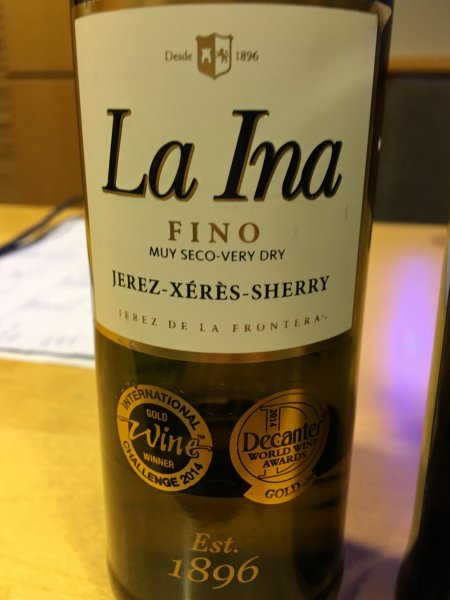 Desde 1896
La Ina
FINO
MUY SECO-VERY DRY
JEREZ-XÉRÈS-SHERRY
JEREZ DE LA FRONTERA
INTERNATIONAL
GOLD
Wine™
WINNER
CHALLENGE 2014
2014
Decanter
WORLD WINE
AWARDS
GOLD
Est.
1896